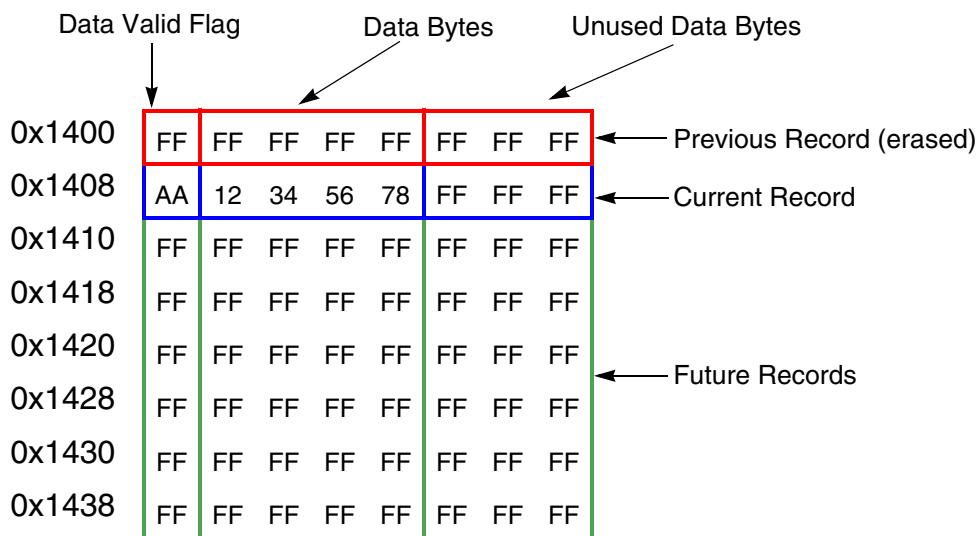 Data Valid Flag Data Bytes Unused Data Bytes
0x1400 FF FF FF FF FF FF FF FF Previous Record (erased)
0x1408 AA 12 34 56 78 FF FF FF Current Record
0x1410 FF FF FF FF FF FF FF FF
0x1418 FF FF FF FF FF FF FF FF
0x1420 FF FF FF FF FF FF FF FF
Future Records
0x1428 FF FF FF FF FF FF FF FF
0x1430 FF FF FF FF FF FF FF FF
0x1438 FF FF FF FF FF FF FF FF